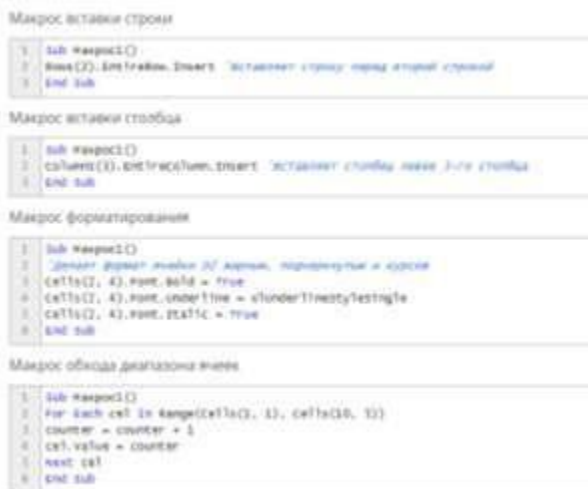 Макрос вставки строки
1 Sub Макрос1()
2 Rows(2).EntireRow.Insert 'Вставляет строку перед второй строкой
3 End Sub
Макрос вставки столбца
1 Sub Макрос1()
2 Columns(3).EntireColumn.Insert 'Вставляет столбец левее 3-го столбца
3 End Sub
Макрос форматирования
1 Sub Макрос1()
2 'Делает формат ячейки D2 жирным, подчеркнутым и курсив
3 Cells(2, 4).Font.Bold = True
4 Cells(2, 4).Font.Underline = xlUnderlineStyleSingle
5 Cells(2, 4).Font.Italic = True
6 End Sub
Макрос обхода диапазона ячеек
1 Sub Макрос1()
2 For Each cel In Range(Cells(1, 1), Cells(10, 5))
3 counter = counter + 1
4 cel.Value = counter
5 Next cel
6 End Sub